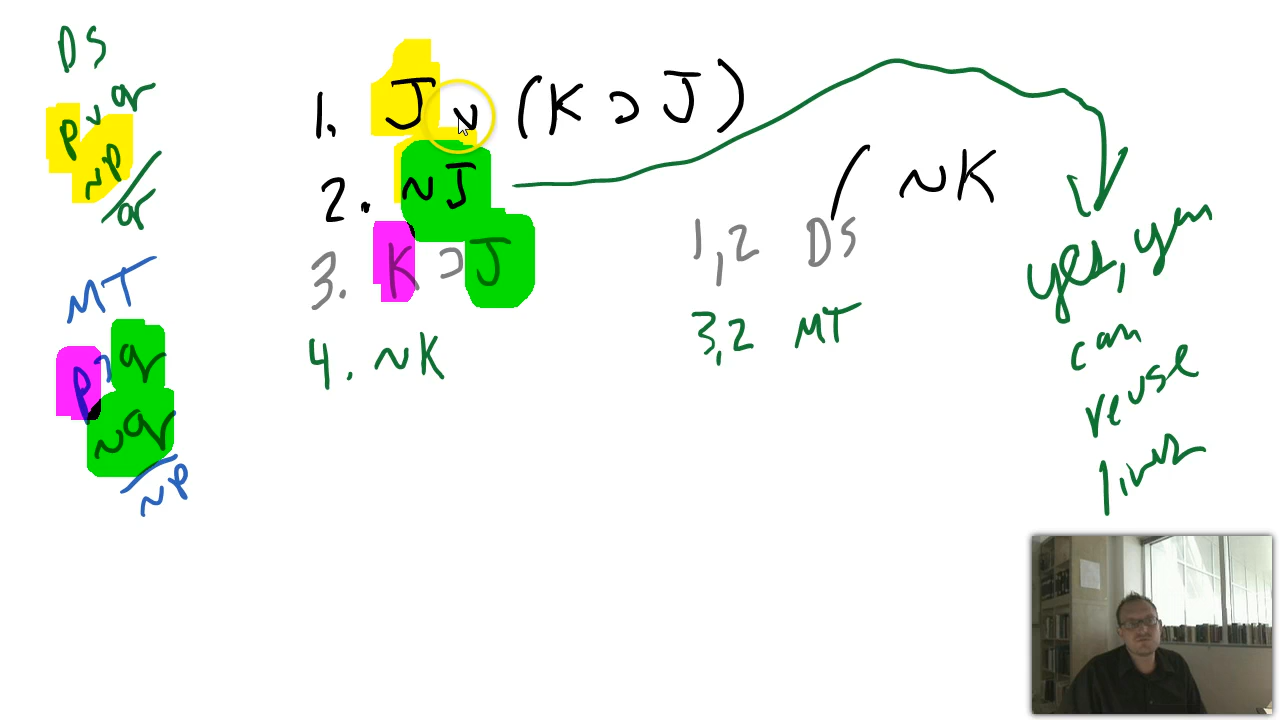 DS
p v q
~p
/ q
MT
p ⊃ q
~q
/ ~p
1. J v (K ⊃ J)
2. ~J / ~K
3. K ⊃ J 1,2 DS
4. ~K 3,2 MT
yes, you
can
reuse
lines